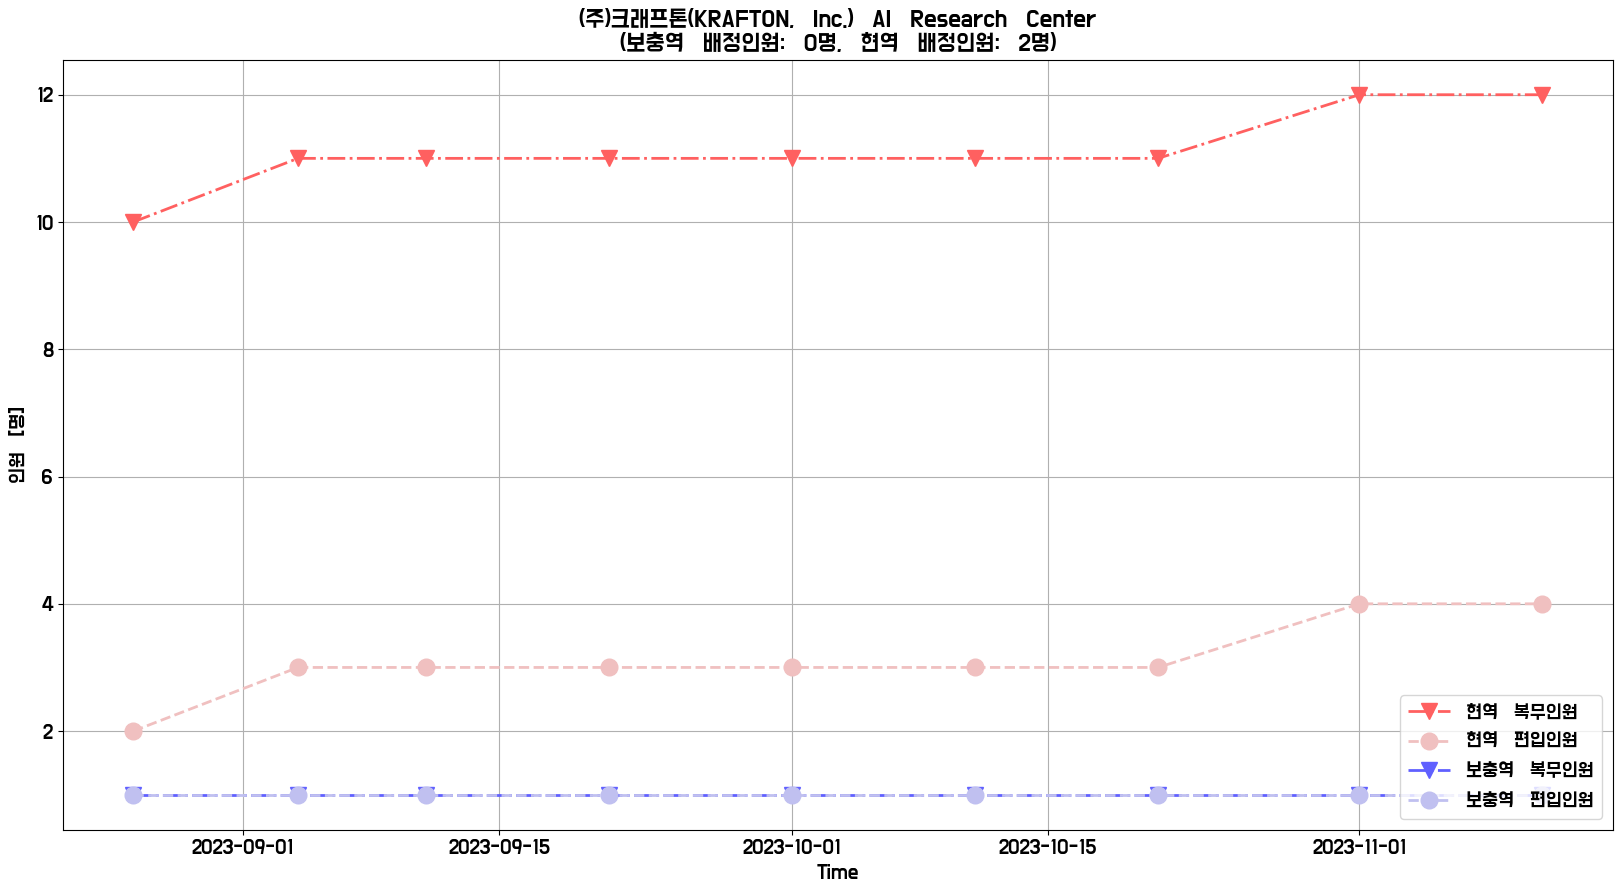 (주)크래프톤(KRAFTON, Inc.) AI Research Center
(보충역 배정인원: 0명, 현역 배정인원: 2명)
12
10
8
6
4
2
인원 [명]
현역 복무인원
현역 편입인원
보충역 복무인원
보충역 편입인원
2023-09-01 2023-09-15 2023-10-01 2023-10-15 2023-11-01
Time